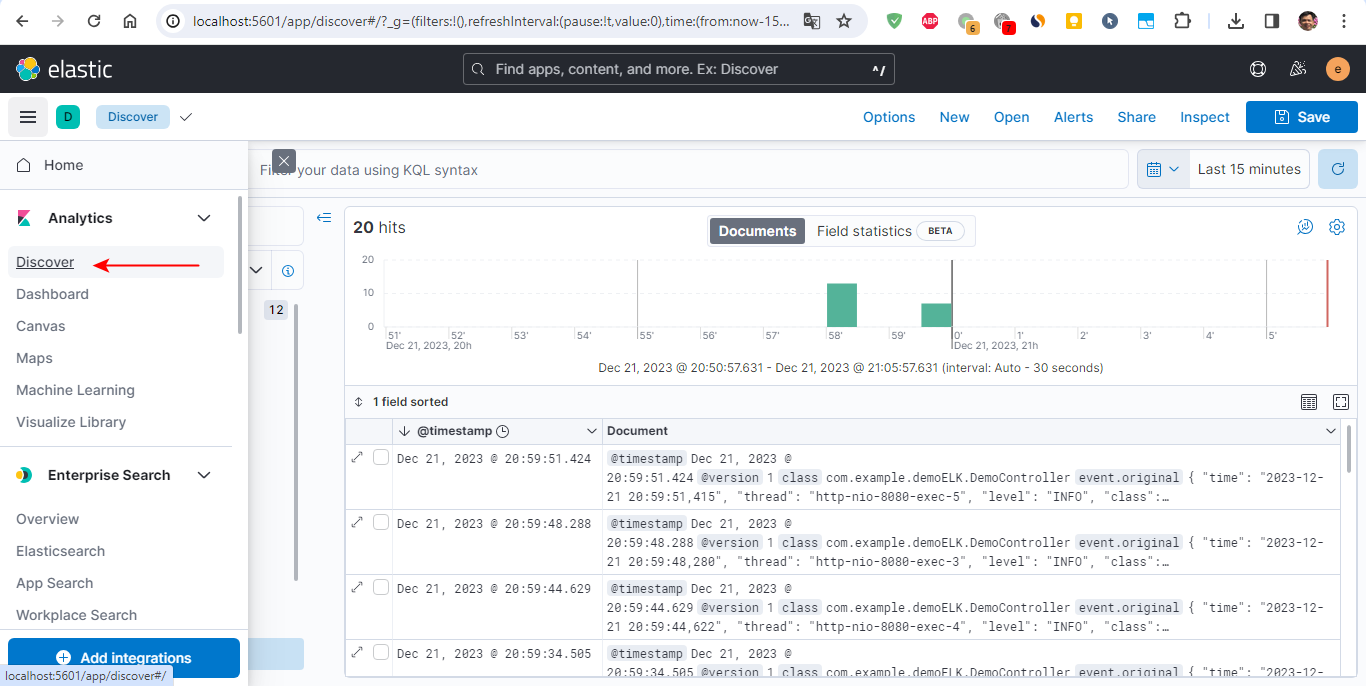 localhost:5601/app/discover#/?_g=(filters:!(),refreshInterval:(pause:!t,value:0),time:(from:now-15...
ABP
6
elastic
Find apps, content, and more. Ex: Discover
^/
e
D
Discover
Options
New
Open
Alerts
Share
Inspect
Save
Home
Filter your data using KQL syntax
Last 15 minutes
Analytics
Discover
Dashboard
Canvas
Maps
Machine Learning
Visualize Library
Enterprise Search
Overview
Elasticsearch
App Search
Workplace Search
Add integrations
localhost:5601/app/discover#/
12
20 hits
Documents
Field statistics
BETA
20
10
0
51'
52'
53'
54'
55'
56'
57'
58'
59'
0'
1'
2'
3'
4'
5'
Dec 21, 2023, 20h
Dec 21, 2023, 21h
Dec 21, 2023 @ 20:50:57.631 - Dec 21, 2023 @ 21:05:57.631 (interval: Auto - 30 seconds)
1 field sorted
@timestamp
Document
Dec 21, 2023 @ 20:59:51.424
@timestamp Dec 21, 2023 @
20:59:51.424 @version 1 class com.example.demoELK.DemoController event.original { "time": "2023-12-
21 20:59:51,415", "thread": "http-nio-8080-exec-5", "level": "INFO", "class":…
Dec 21, 2023 @ 20:59:48.288
@timestamp Dec 21, 2023 @
20:59:48.288 @version 1 class com.example.demoELK.DemoController event.original { "time": "2023-12-
21 20:59:48,280", "thread": "http-nio-8080-exec-3", "level": "INFO", "class":…
Dec 21, 2023 @ 20:59:44.629
@timestamp Dec 21, 2023 @
20:59:44.629 @version 1 class com.example.demoELK.DemoController event.original { "time": "2023-12-
21 20:59:44,622", "thread": "http-nio-8080-exec-4", "level": "INFO", "class":…
Dec 21, 2023 @ 20:59:34.505
@timestamp Dec 21, 2023 @
20:59:34.505 @version 1 class com.example.demoELK.DemoController event.original { "time": "2023-12-